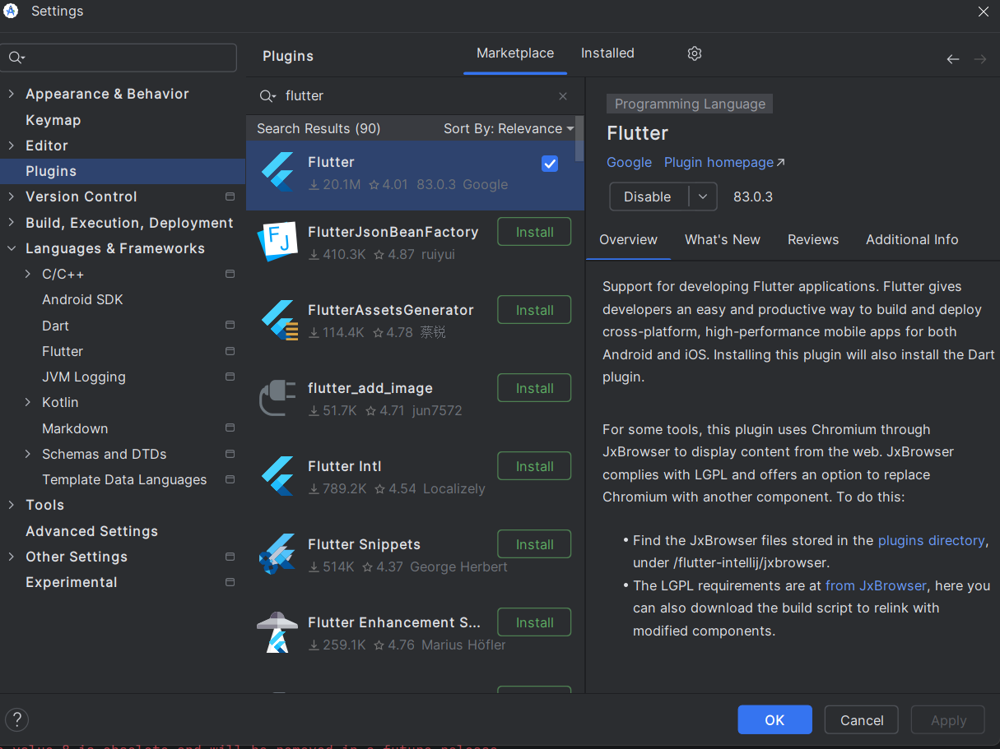 Settings
Plugins
Marketplace
Installed
Appearance & Behavior
Keymap
Editor
Plugins
Version Control
Build, Execution, Deployment
Languages & Frameworks
C/C++
Android SDK
Dart
Flutter
JVM Logging
Kotlin
Markdown
Schemas and DTDs
Template Data Languages
Tools
Advanced Settings
Other Settings
Experimental
flutter
Search Results (90)
Sort By: Relevance
Flutter
20.1M 4.01 83.0.3 Google
FlutterJsonBeanFactory
Install
410.3K 4.87 ruiyui
FlutterAssetsGenerator
Install
114.4K 4.78 蔡锐
flutter_add_image
Install
51.7K 4.71 jun7572
Flutter Intl
Install
789.2K 4.54 Localizely
Flutter Snippets
Install
514K 4.37 George Herbert
Flutter Enhancement S...
Install
259.1K 4.76 Marius Höfler
Programming Language
Flutter
Google Plugin homepage
Disable
83.0.3
Overview
What's New
Reviews
Additional Info
Support for developing Flutter applications. Flutter gives
developers an easy and productive way to build and deploy
cross-platform, high-performance mobile apps for both
Android and iOS. Installing this plugin will also install the Dart
plugin.
For some tools, this plugin uses Chromium through
JxBrowser to display content from the web. JxBrowser
complies with LGPL and offers an option to replace
Chromium with another component. To do this:
• Find the JxBrowser files stored in the plugins directory,
under /flutter-intellij/jxbrowser.
• The LGPL requirements are at from JxBrowser, here you
can also download the build script to relink with
modified components.
?
OK
Cancel
Apply
value 8 is obsolete and will be removed in a future release